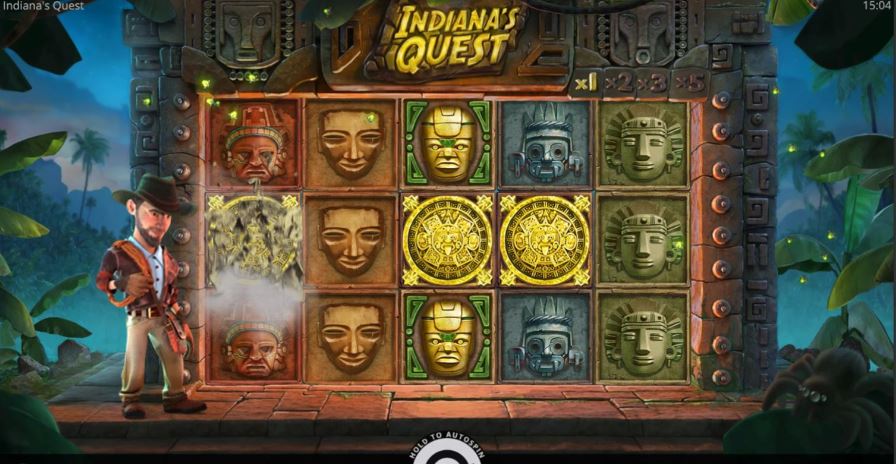 Indiana's Quest
15:04
INDIANA'S
QUEST
x1 x2 x3 x5
HOLD TO AUTOSPIN